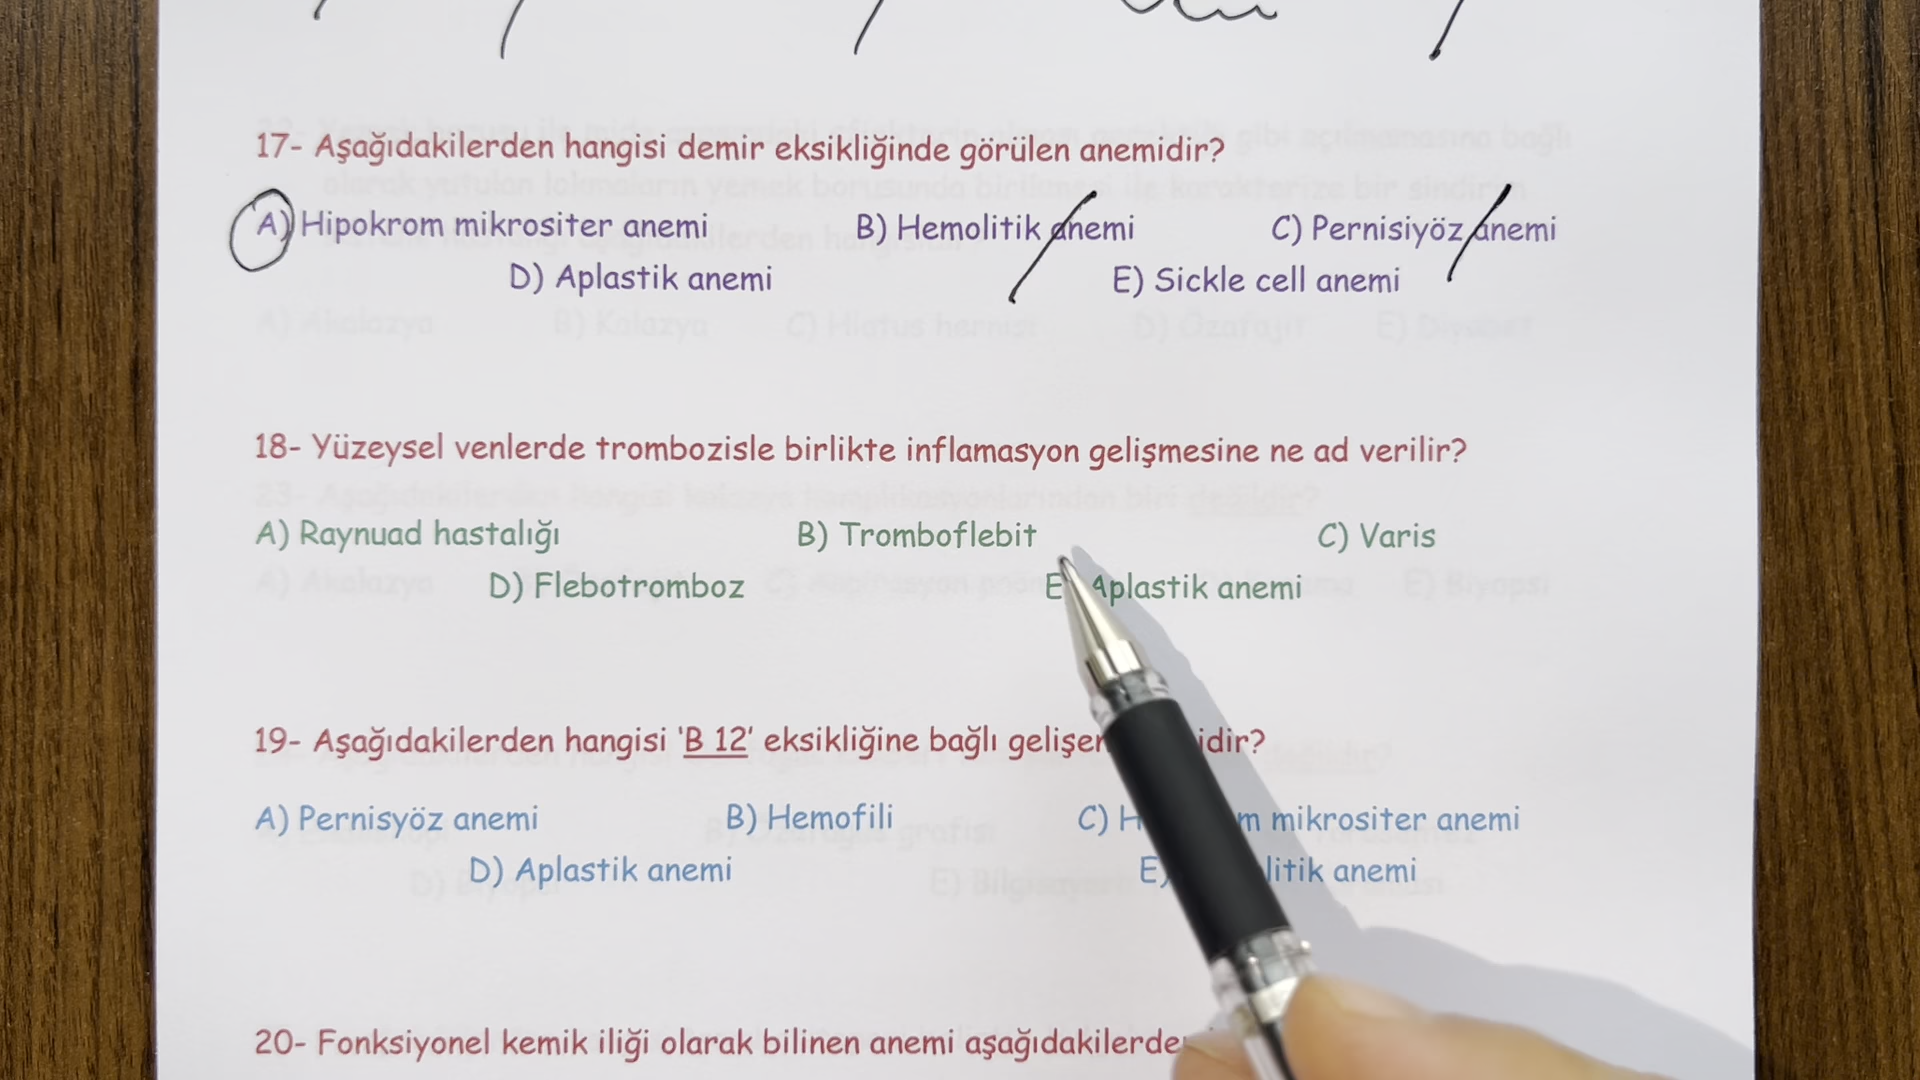 17- Aşağıdakilerden hangisi demir eksikliğinde görülen anemidir?
A) Hipokrom mikrositer anemi B) Hemolitik anemi C) Pernisiyöz anemi
D) Aplastik anemi E) Sickle cell anemi
18- Yüzeysel venlerde trombozisle birlikte inflamasyon gelişmesine ne ad verilir?
A) Raynuad hastalığı B) Tromboflebit C) Varis
D) Flebotromboz E) Aplastik anemi
19- Aşağıdakilerden hangisi 'B 12' eksikliğine bağlı gelişen idir?
A) Pernisyöz anemi B) Hemofili C) mikrositer anemi
D) Aplastik anemi E) litik anemi
20- Fonksiyonel kemik iliği olarak bilinen anemi